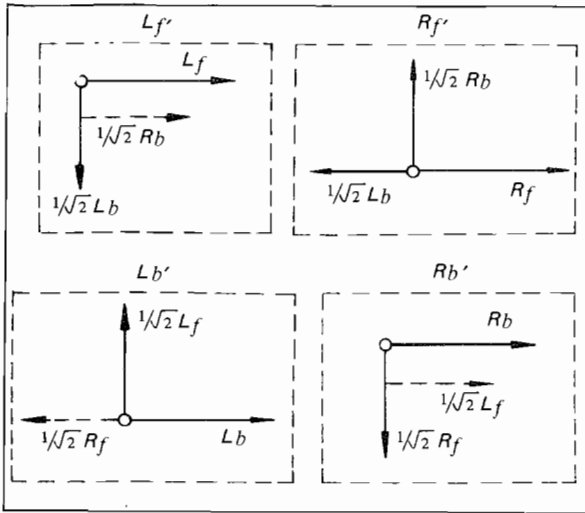 Lf′
Lf
1/√2 Rb
1/√2 Lb
Rf′
1/√2 Rb
1/√2 Lb
Rf
Lb′
1/√2 Lf
1/√2 Rf
Lb
Rb′
Rb
1/√2 Lf
1/√2 Rf